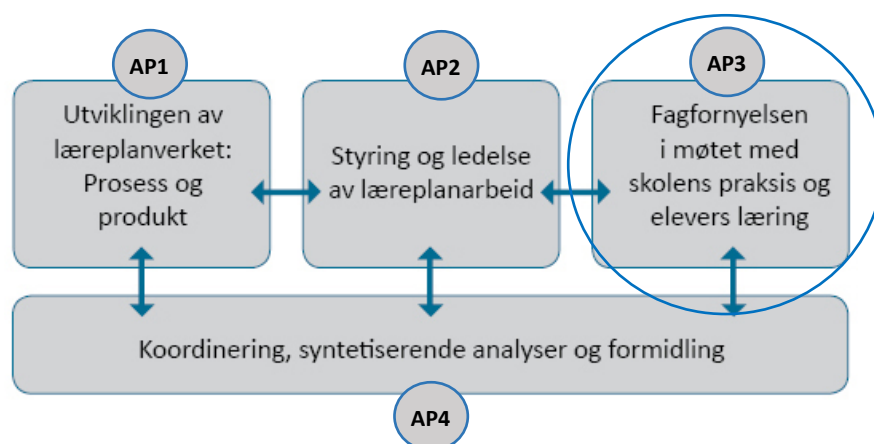 AP1
Utviklingen av
læreplanverket:
Prosess og
produkt
AP2
Styring og ledelse
av læreplanarbeid
AP3
Fagfornyelsen
i møtet med
skolens praksis og
elevers læring
Koordinering, syntetiserende analyser og formidling
AP4